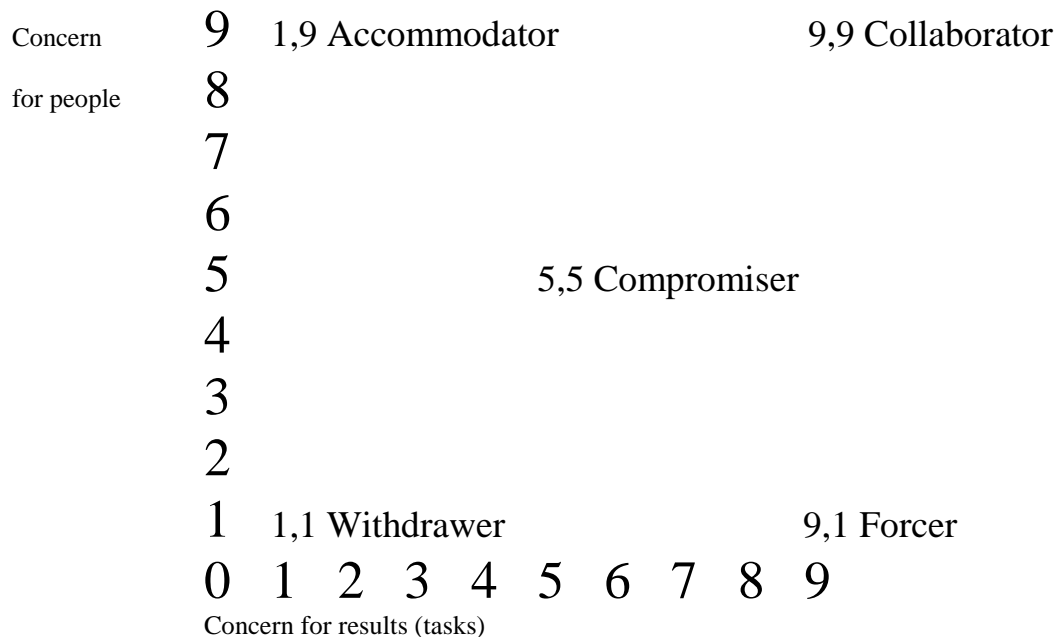 Concern 9 1,9 Accommodator 9,9 Collaborator
for people 8
7
6
5 5,5 Compromiser
4
3
2
1 1,1 Withdrawer 9,1 Forcer
0 1 2 3 4 5 6 7 8 9
Concern for results (tasks)